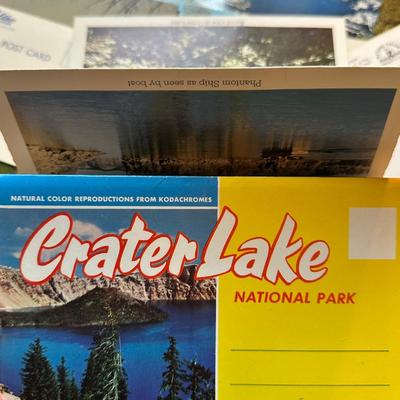 POST CARD
Phantom Ship as seen by boat
NATURAL COLOR REPRODUCTIONS FROM KODACHROMES
Crater Lake
NATIONAL PARK